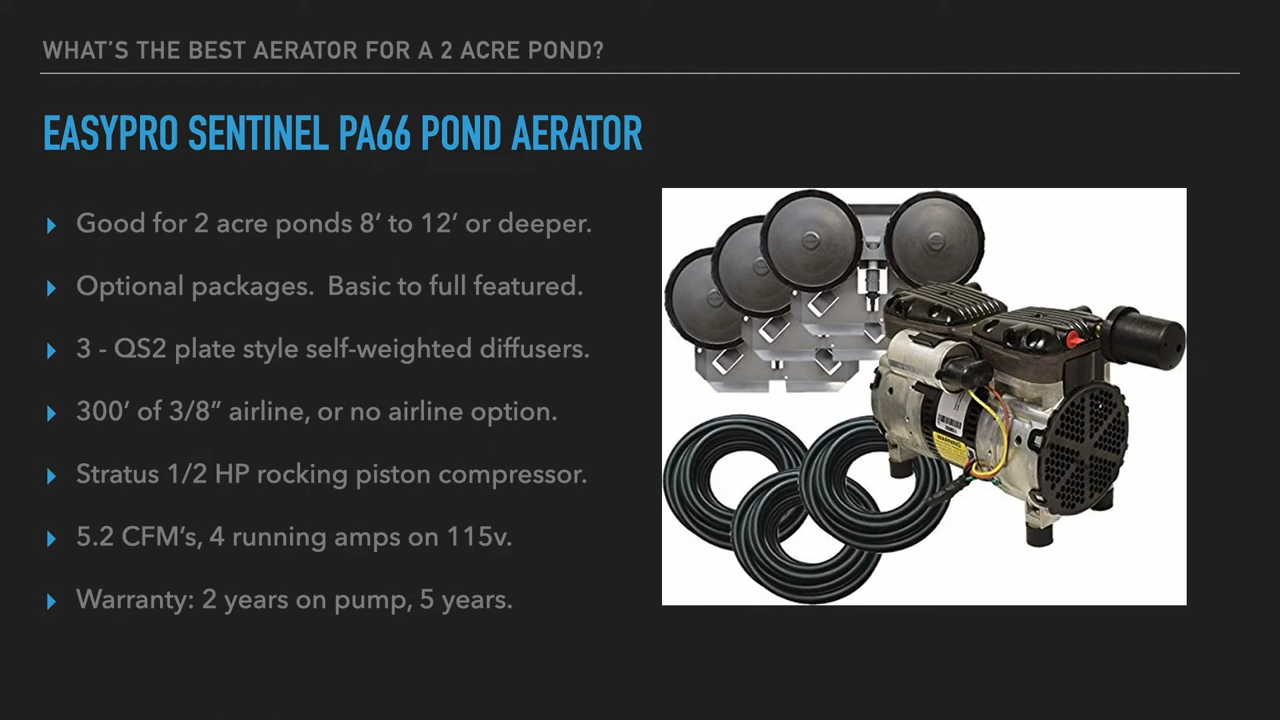 WHAT'S THE BEST AERATOR FOR A 2 ACRE POND?
EASYPRO SENTINEL PA66 POND AERATOR
Good for 2 acre ponds 8' to 12' or deeper.
Optional packages. Basic to full featured.
3 - QS2 plate style self-weighted diffusers.
300' of 3/8" airline, or no airline option.
Stratus 1/2 HP rocking piston compressor.
5.2 CFM's, 4 running amps on 115v.
Warranty: 2 years on pump, 5 years.
WARNING